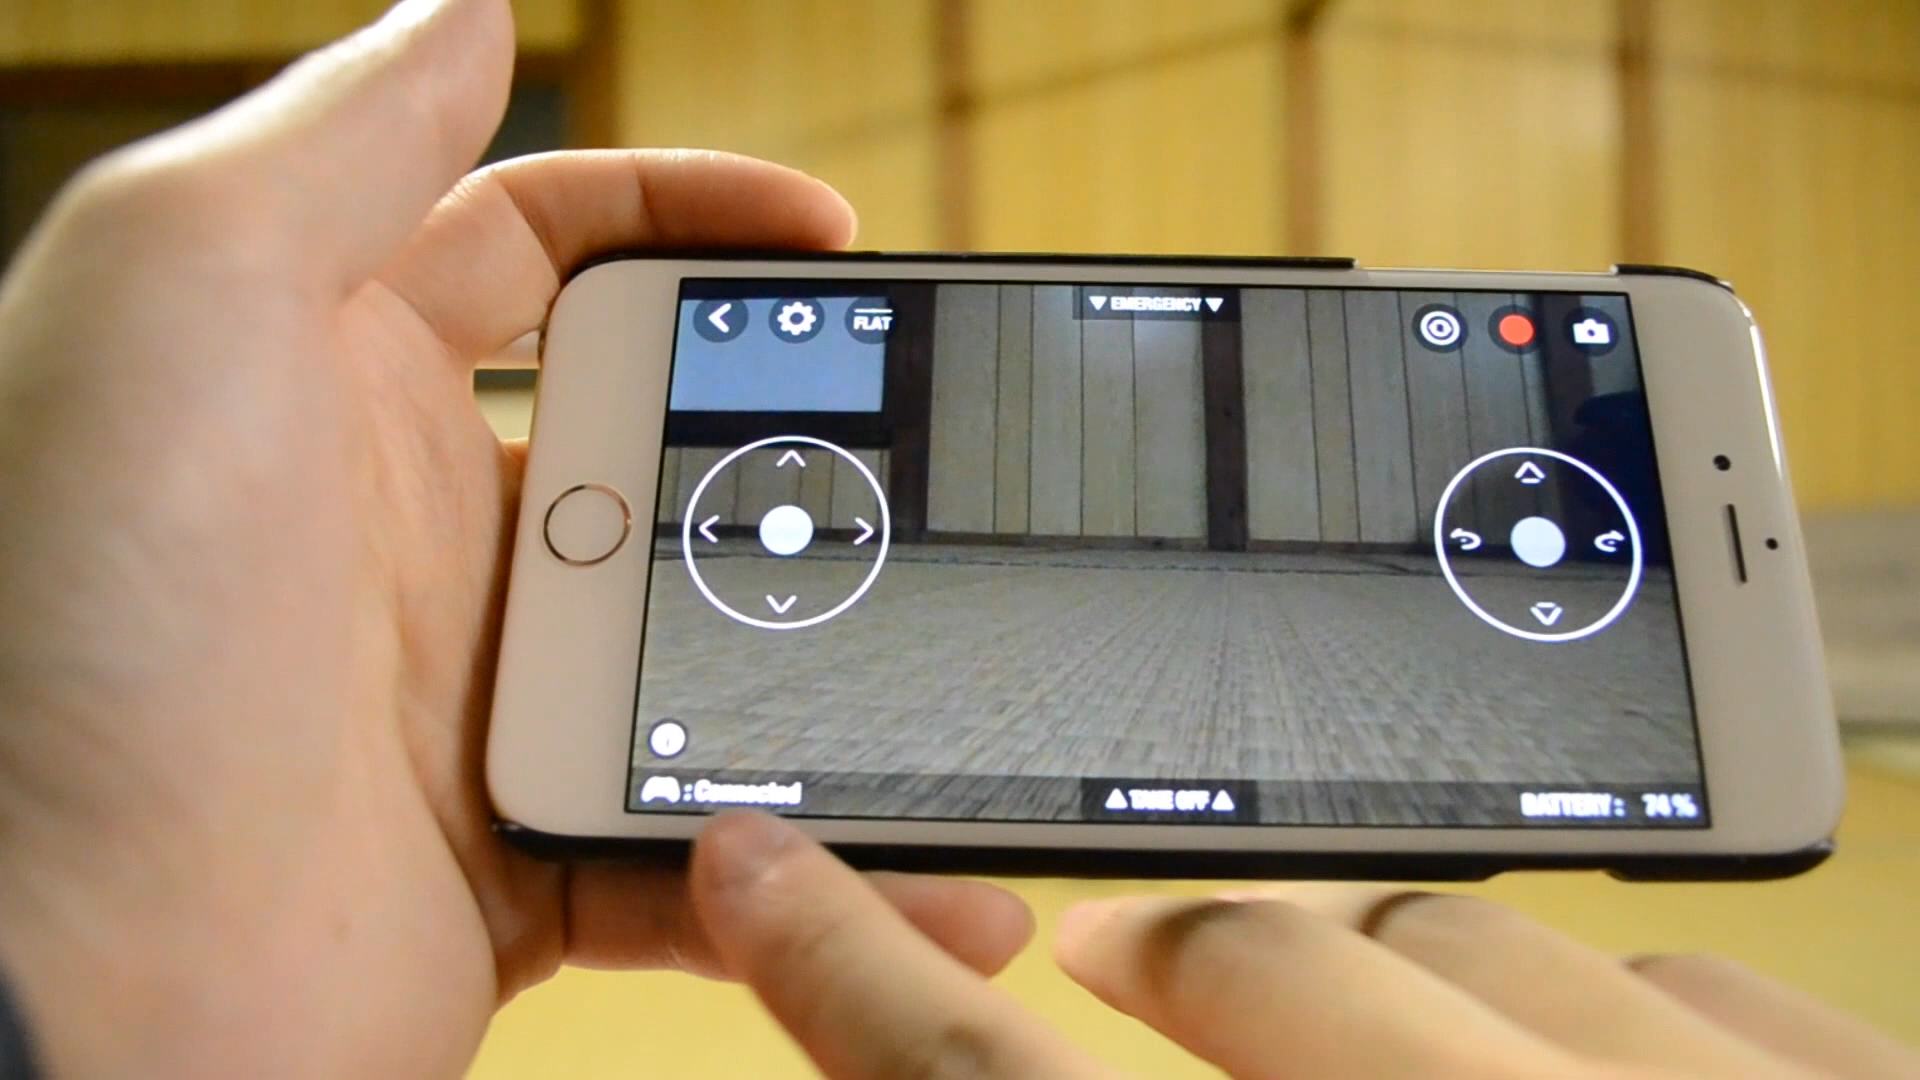 FLAT
▼ EMERGENCY ▼
: Connected
▲ TAKE OFF ▲
BATTERY: 74%